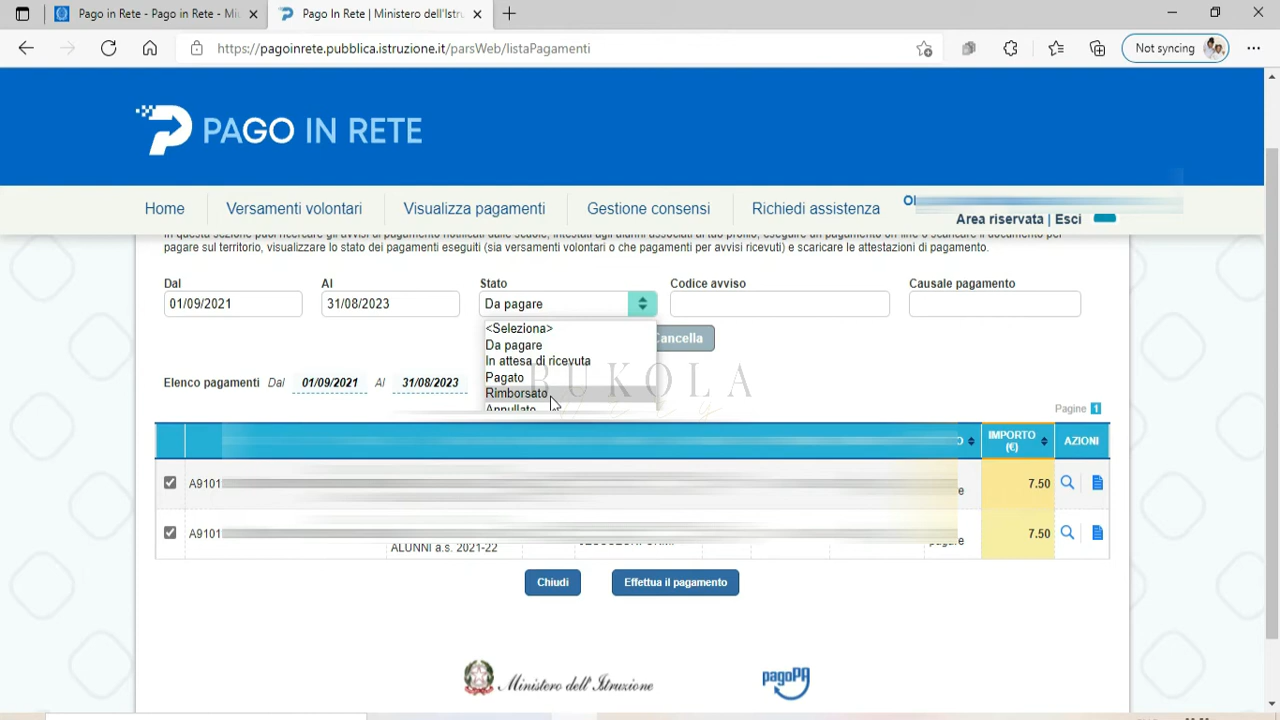 Pago in Rete - Pago in Rete - Mi
Pago In Rete | Ministero dell'Istr
https://pagoinrete.pubblica.istruzione.it/parsWeb/listaPagamenti
Not syncing
PAGO IN RETE
Home
Versamenti volontari
Visualizza pagamenti
Gestione consensi
Richiedi assistenza
Area riservata | Esci
pagare sul territorio, visualizzare lo stato dei pagamenti eseguiti (sia versamenti volontari o che pagamenti per avvisi ricevuti) e scaricare le attestazioni di pagamento.
Dal
Al
Stato
Codice avviso
Causale pagamento
01/09/2021
31/08/2023
Da pagare
<Seleziona>
Da pagare
In attesa di ricevuta
Pagato
Rimborsato
Annullato
Cancella
BUKOLA
Elenco pagamenti Dal 01/09/2021 Al 31/08/2023
Pagine 1
IMPORTO
(€)
AZIONI
A9101
7.50
A9101
7.50
ALUNNI a.s. 2021-22
pagare
Chiudi
Effettua il pagamento
Ministero dell'Istruzione
pagoPA